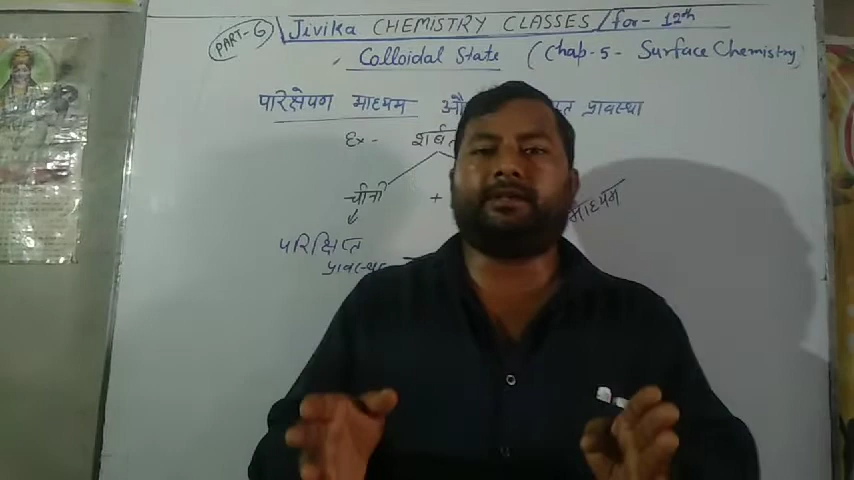 PART-6 Jivika CHEMISTRY CLASSES / for- 12th
Colloidal State (Chap-5- Surface Chemistry)
परिक्षेपण माध्यम प्रावस्था
Ex-
चीनी +
माध्यम
परिक्षिप्त
प्रावस्था